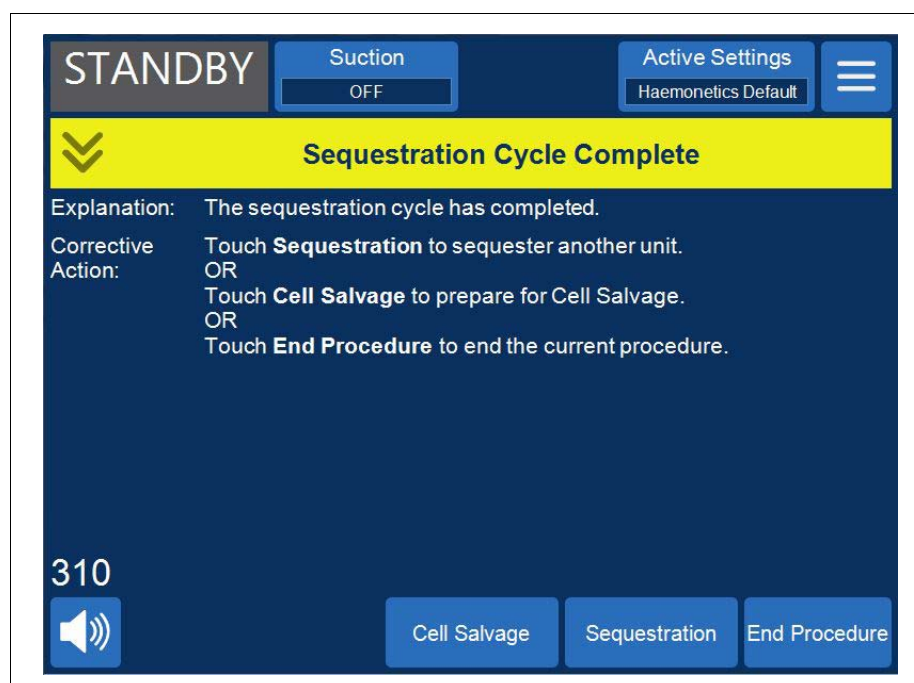 STANDBY
Suction
OFF
Active Settings
Haemonetics Default
Sequestration Cycle Complete
Explanation: The sequestration cycle has completed.
Corrective Action: Touch Sequestration to sequester another unit.
OR
Touch Cell Salvage to prepare for Cell Salvage.
OR
Touch End Procedure to end the current procedure.
310
Cell Salvage
Sequestration
End Procedure